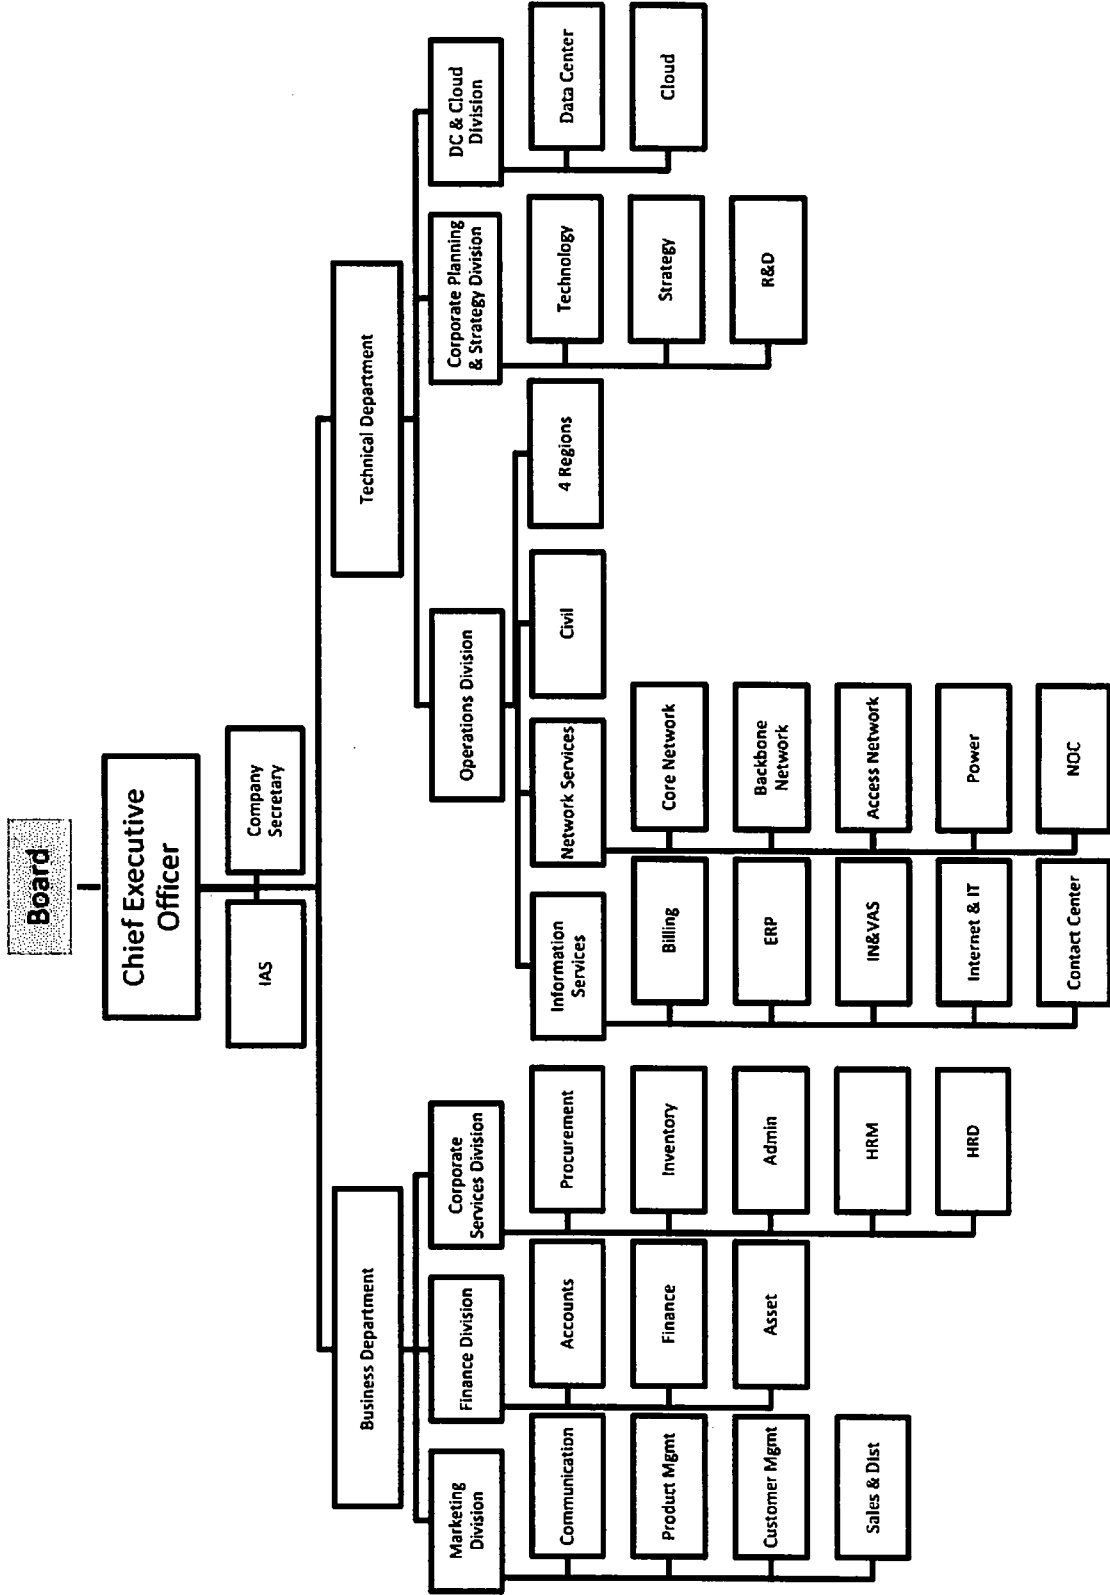 Board
Chief Executive
Officer
IAS
Company
Secretary
Business Department
Technical Department
Marketing
Division
Finance Division
Corporate
Services Division
Operations Division
Corporate Planning
& Strategy Division
DC & Cloud
Division
Communication
Product Mgmt
Customer Mgmt
Sales & Dist
Accounts
Finance
Asset
Procurement
Inventory
Admin
HRM
HRD
Information
Services
Network Services
Civil
4 Regions
Billing
ERP
IN&VAS
Internet & IT
Contact Center
Core Network
Backbone
Network
Access Network
Power
NOC
Technology
Strategy
R&D
Data Center
Cloud